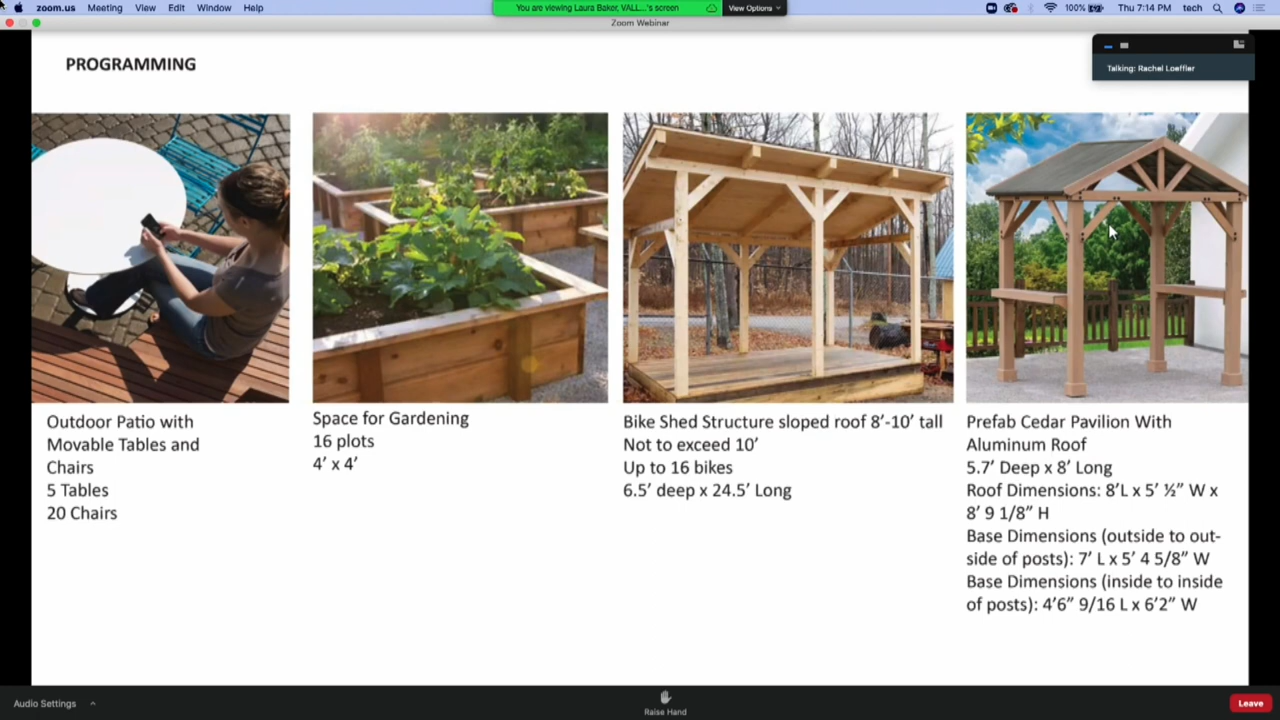 zoom.us Meeting View Edit Window Help
You are viewing Laura Baker, VALL...'s screen
View Options
100%
Thu 7:14 PM tech
Zoom Webinar
Talking: Rachel Loeffler
PROGRAMMING
Outdoor Patio with
Movable Tables and
Chairs
5 Tables
20 Chairs
Space for Gardening
16 plots
4’ x 4’
Bike Shed Structure sloped roof 8’-10’ tall
Not to exceed 10’
Up to 16 bikes
6.5’ deep x 24.5’ Long
Prefab Cedar Pavilion With
Aluminum Roof
5.7’ Deep x 8’ Long
Roof Dimensions: 8’L x 5’ ½” W x
8’ 9 1/8” H
Base Dimensions (outside to out-
side of posts): 7’ L x 5’ 4 5/8” W
Base Dimensions (inside to inside
of posts): 4’6” 9/16 L x 6’2” W
Audio Settings
Raise Hand
Leave